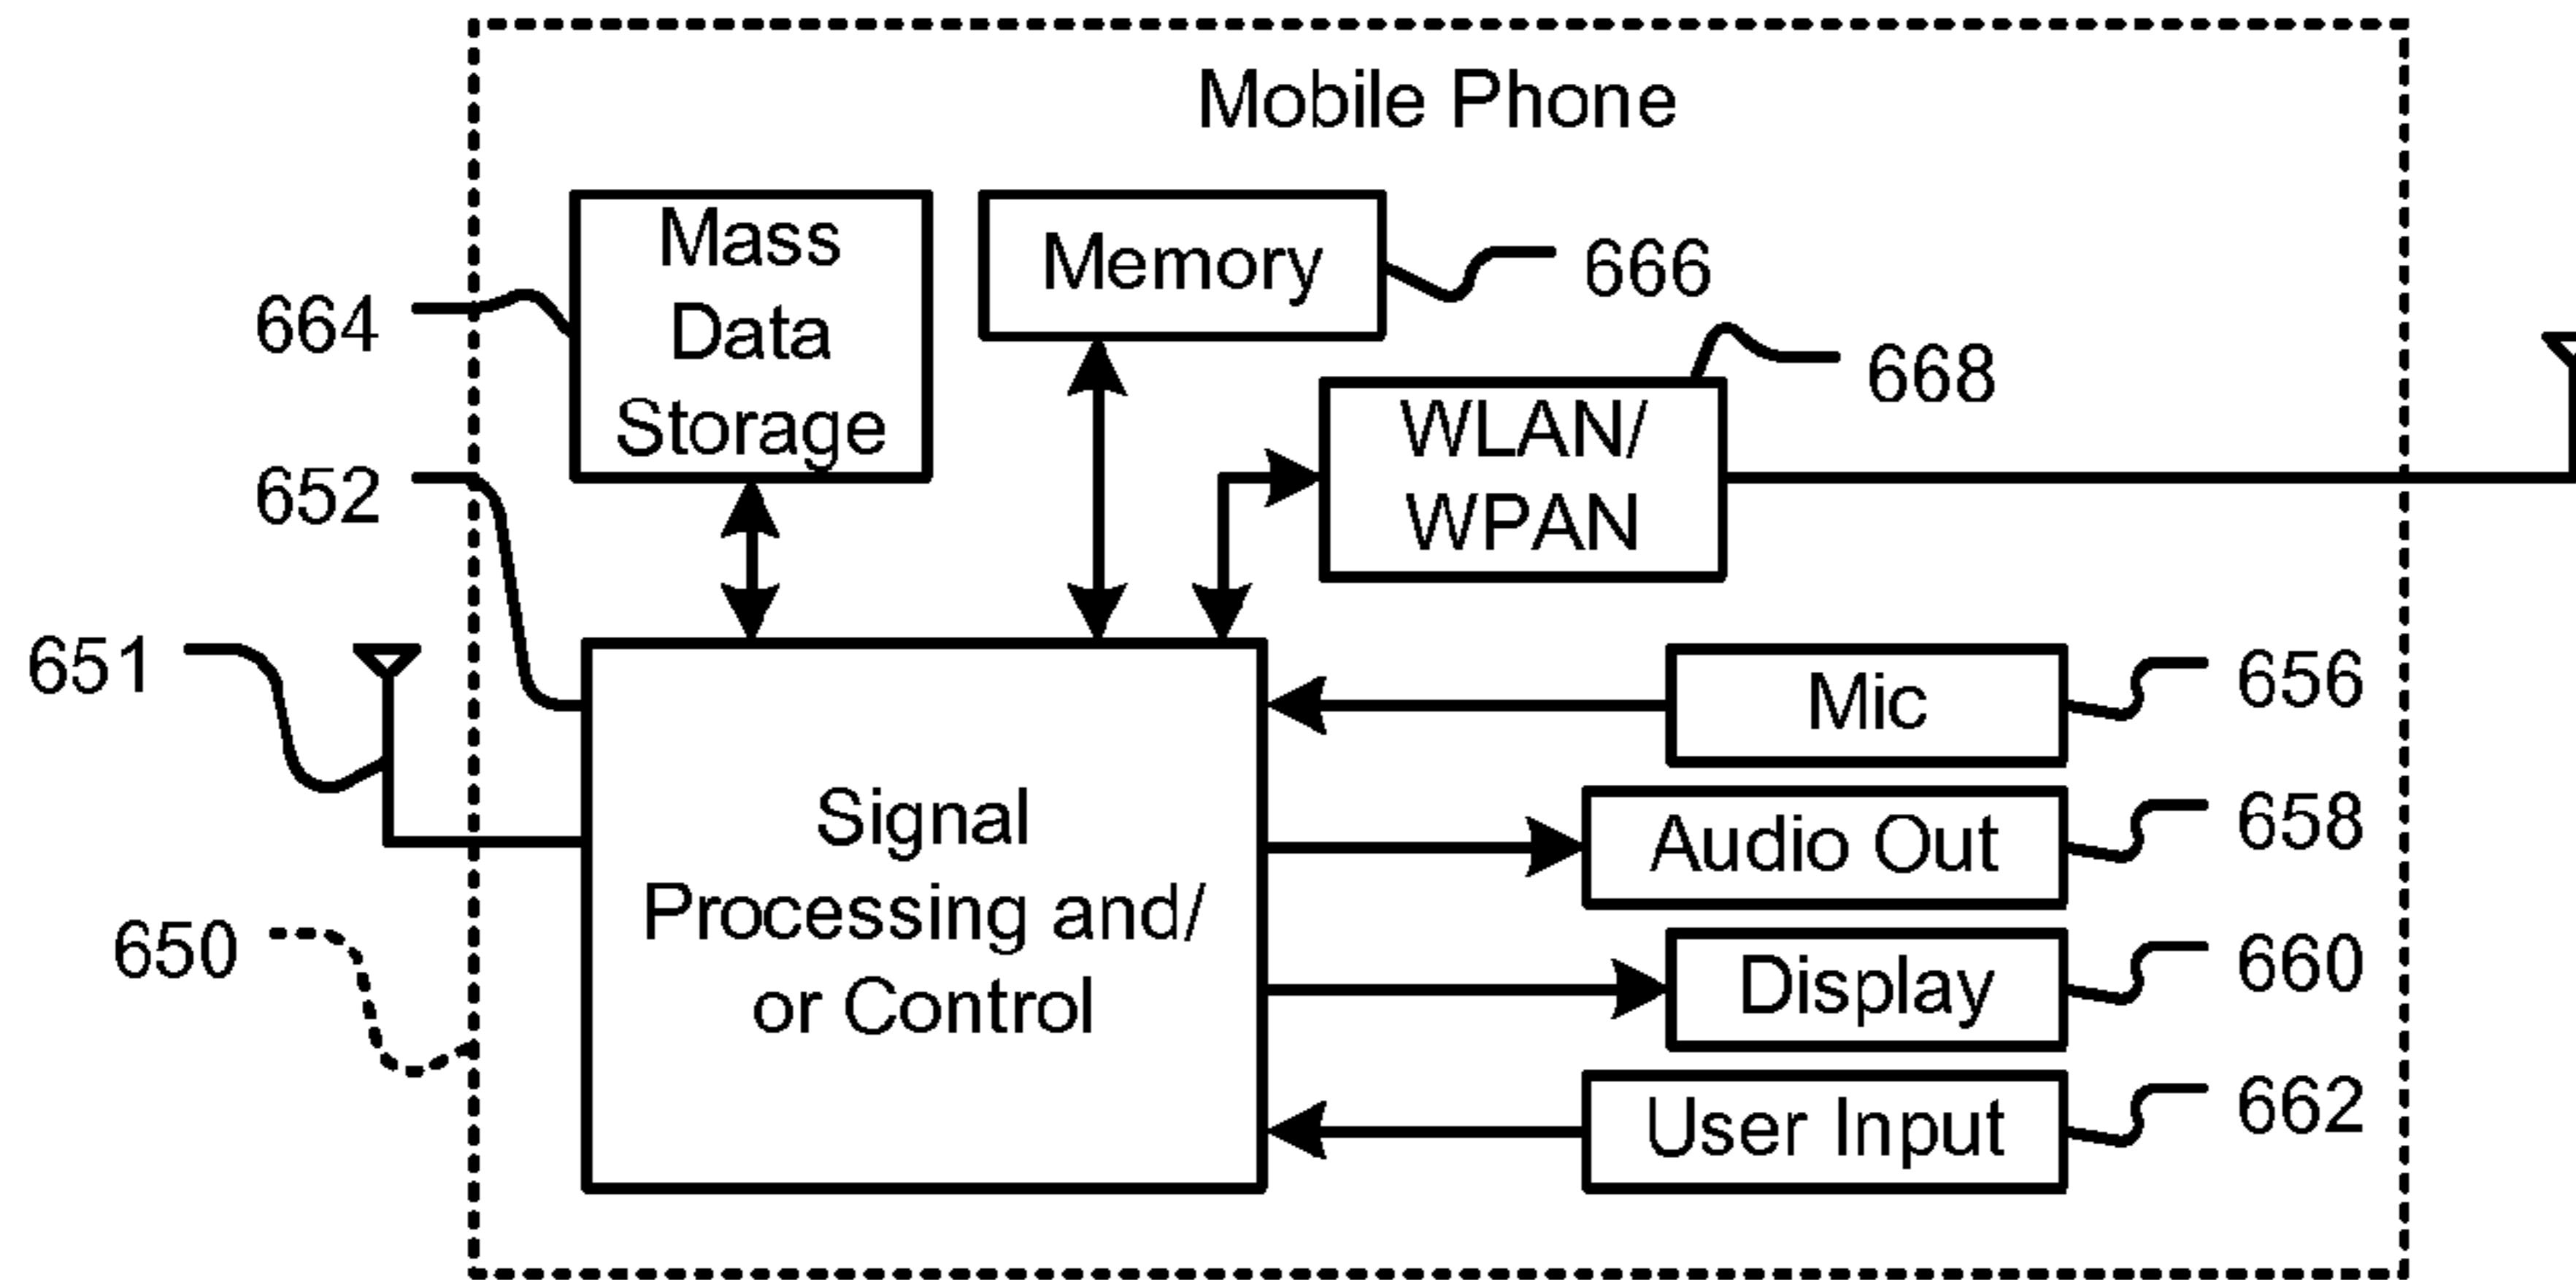 Mobile Phone
Mass
Data
Storage
Memory
666
664
668
WLAN/
WPAN
652
651
Mic
656
Signal
Processing and/
or Control
Audio Out
658
650
Display
660
User Input
662